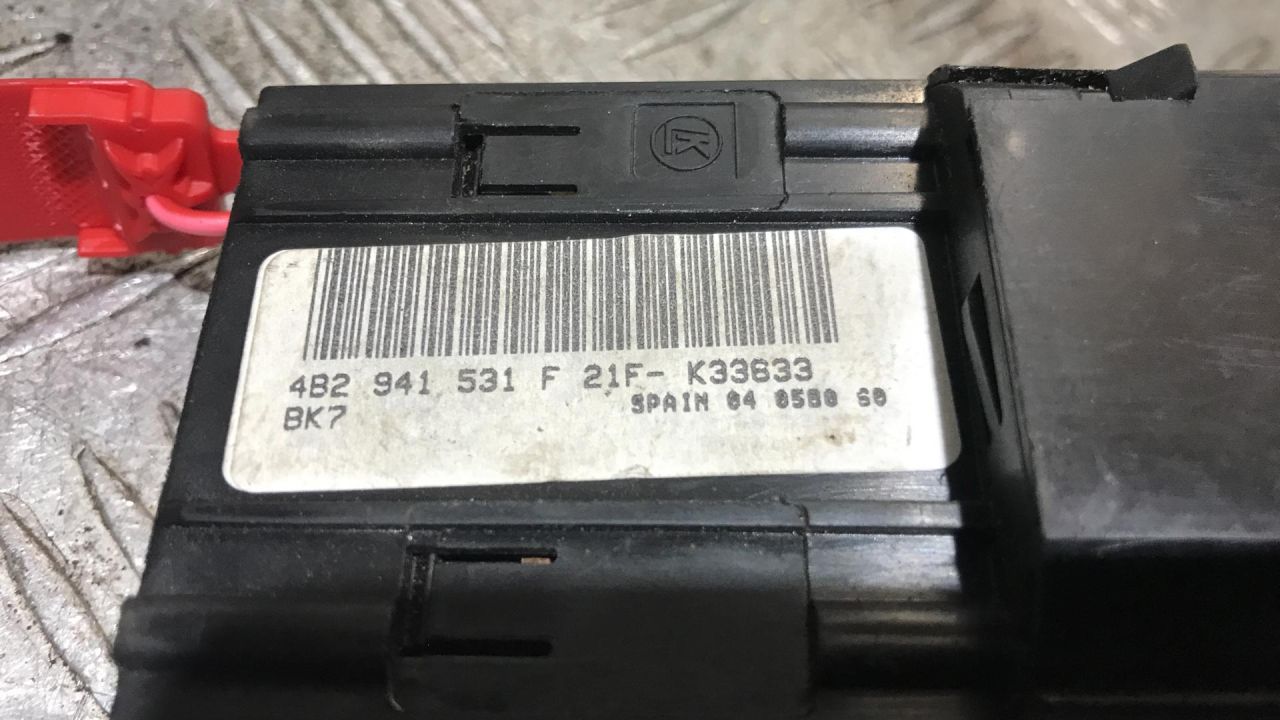 4B2 941 531 F 21F- K33633
BK7
SPAIN 04 0580 60